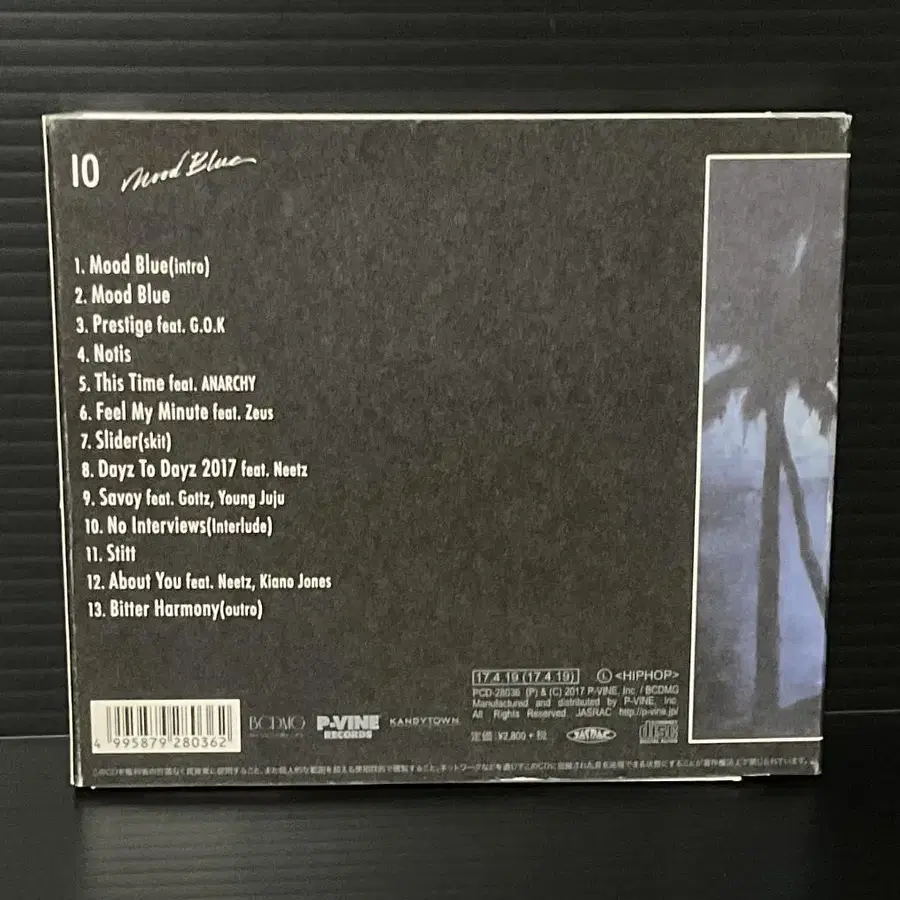 IO Mood Blue
1. Mood Blue(intro)
2. Mood Blue
3. Prestige feat. G.O.K
4. Notis
5. This Time feat. ANARCHY
6. Feel My Minute feat. Zeus
7. Slider(skit)
8. Dayz To Dayz 2017 feat. Neetz
9. Savoy feat. Gottz, Young Juju
10. No Interviews(Interlude)
11. Stitt
12. About You feat. Neetz, Kiano Jones
13. Bitter Harmony(outro)
17.4.19 (17.4.19) Ⓛ <HIPHOP>
PCD-28036 (P) & (C) 2017 P-VINE, Inc. / BCDMG
Manufactured and distributed by P-VINE, Inc.
All Rights Reserved. JASRAC http://p-vine.jp/
定価 ¥2,800 + 税 JASRAC disc
BCDMG P-VINE RECORDS KANDYTOWN
4 995879 280362